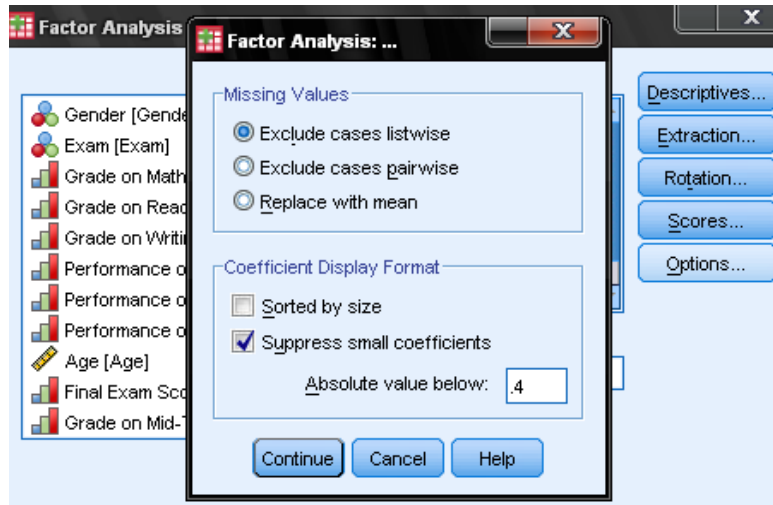 Factor Analysis
Factor Analysis: ...
Missing Values
Exclude cases listwise
Exclude cases pairwise
Replace with mean
Coefficient Display Format
Sorted by size
Suppress small coefficients
Absolute value below: .4
Continue Cancel Help
Gender [Gende
Exam [Exam]
Grade on Math
Grade on Read
Grade on Writi
Performance o
Performance o
Performance o
Age [Age]
Final Exam Sco
Grade on Mid-T
Descriptives...
Extraction...
Rotation...
Scores...
Options...